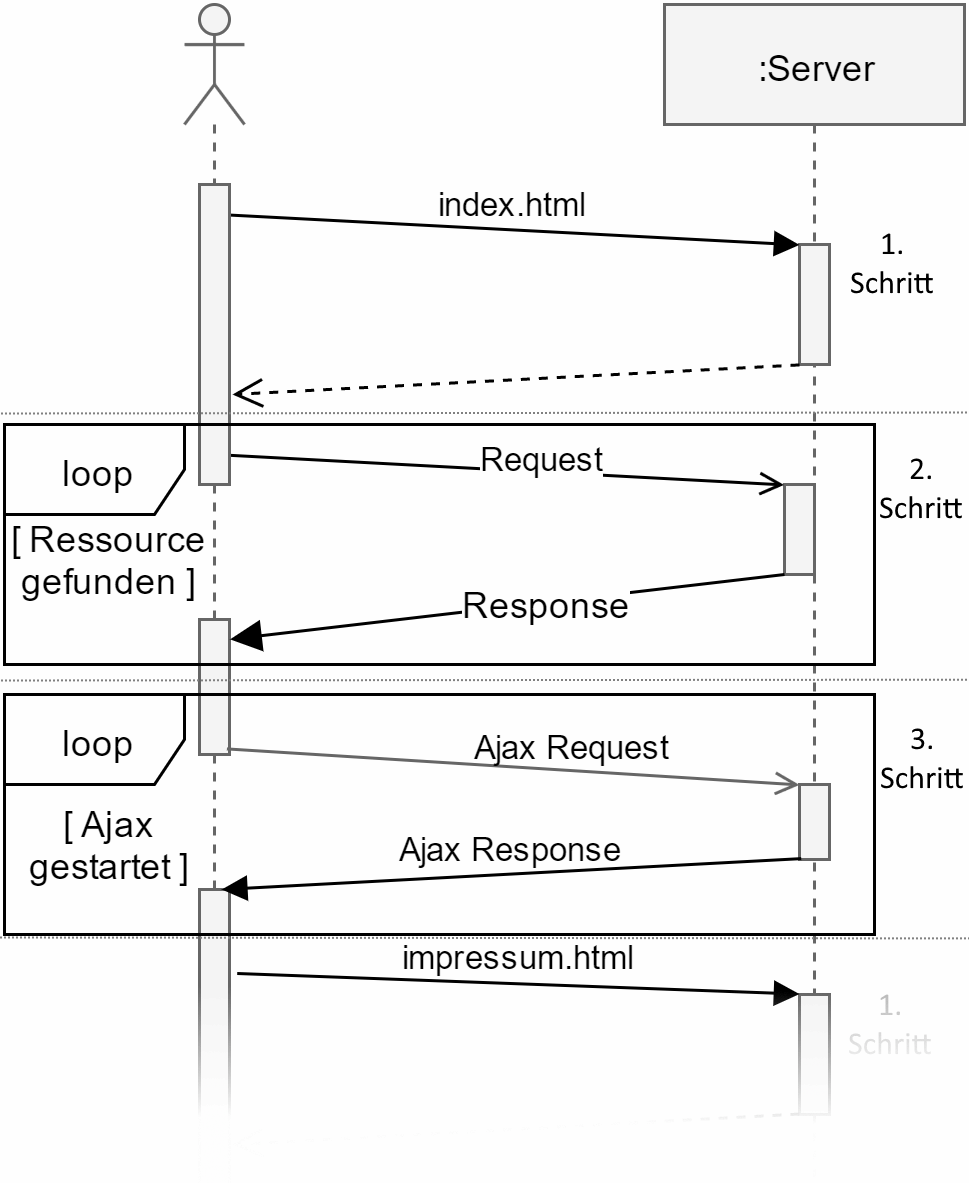 :Server
index.html
1.
Schritt
loop
Request
2.
Schritt
[ Ressource
gefunden ]
Response
loop
Ajax Request
3.
Schritt
[ Ajax
gestartet ]
Ajax Response
impressum.html
1.
Schritt